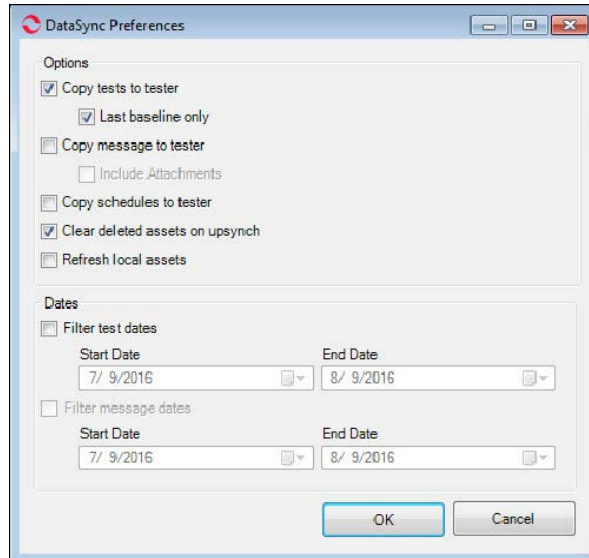 DataSync Preferences
Options
Copy tests to tester
Last baseline only
Copy message to tester
Include Attachments
Copy schedules to tester
Clear deleted assets on upsynch
Refresh local assets
Dates
Filter test dates
Start Date End Date
7/ 9/2016 8/ 9/2016
Filter message dates
Start Date End Date
7/ 9/2016 8/ 9/2016
OK Cancel